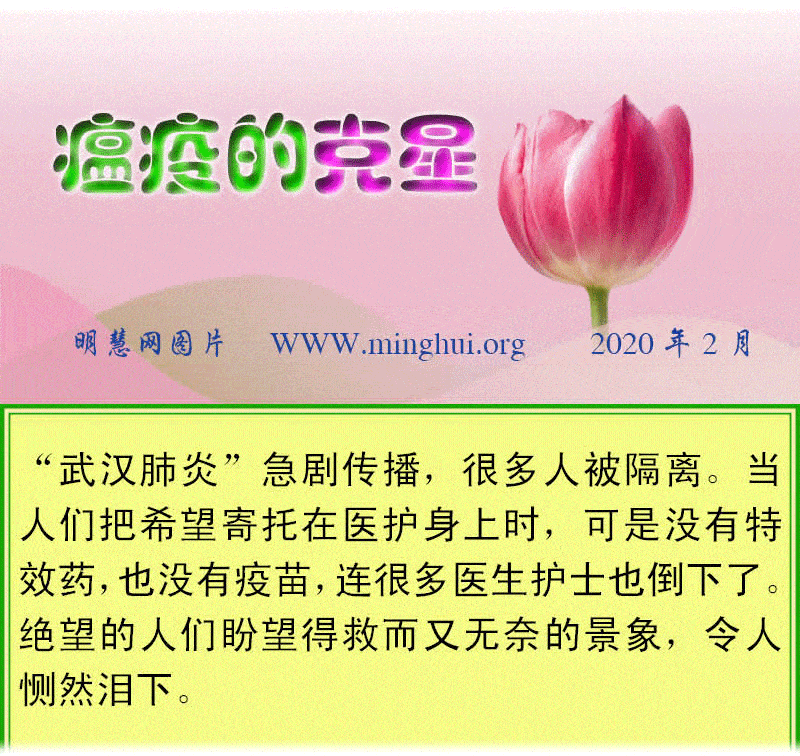 瘟疫的克星
明慧网图片 WWW.minghui.org 2020 年 2 月
“武汉肺炎”急剧传播，很多人被隔离。当
人们把希望寄托在医护身上时，可是没有特
效药，也没有疫苗，连很多医生护士也倒下了。
绝望的人们盼望得救而又无奈的景象，令人
恻然泪下。